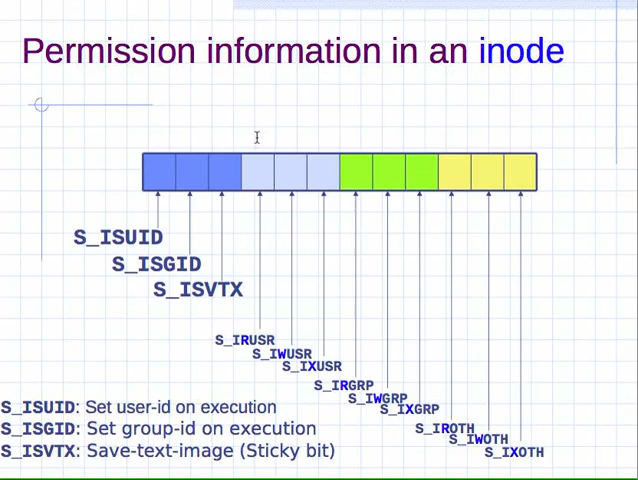 Permission information in an inode
S_ISUID
S_ISGID
S_ISVTX
S_IRUSR
S_IWUSR
S_IXUSR
S_IRGRP
S_IWGRP
S_IXGRP
S_IROTH
S_IWOTH
S_IXOTH
S_ISUID: Set user-id on execution
S_ISGID: Set group-id on execution
S_ISVTX: Save-text-image (Sticky bit)